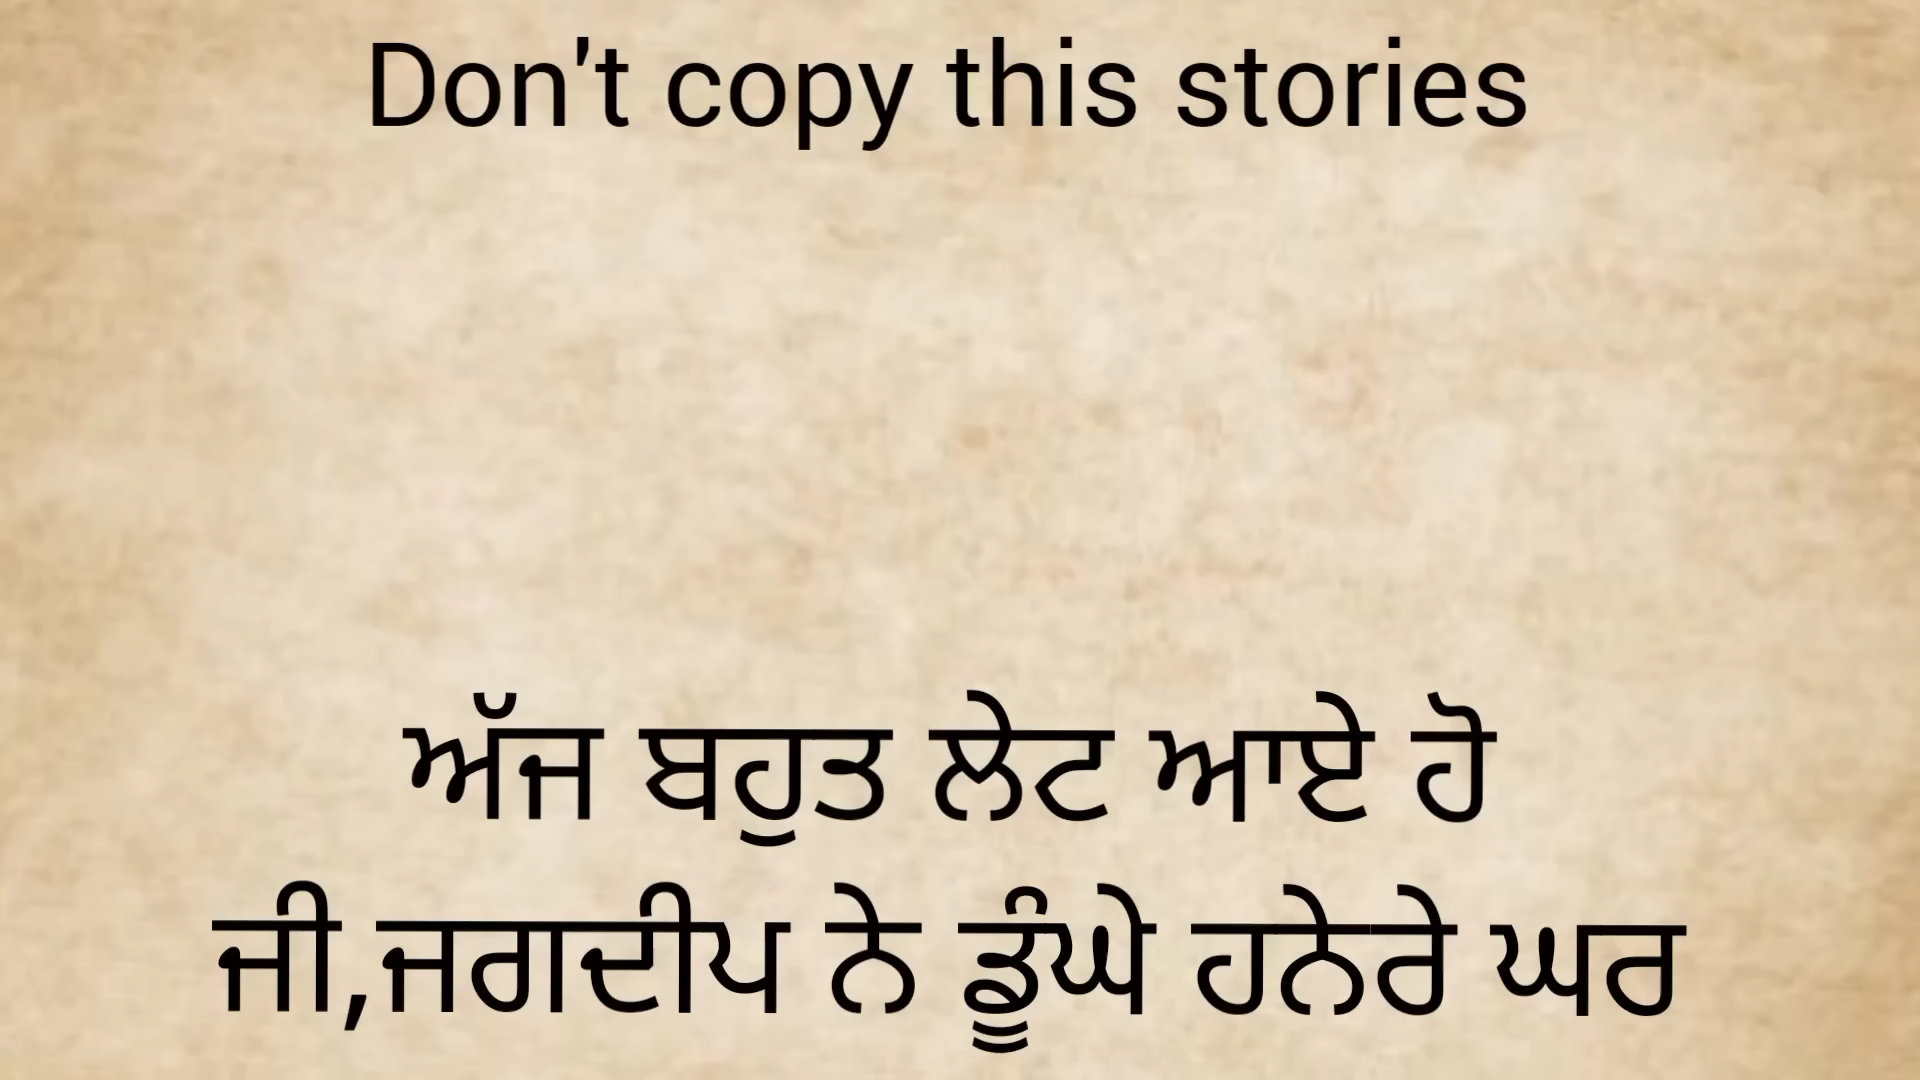 Don't copy this stories
ਅੱਜ ਬਹੁਤ ਲੇਟ ਆਏ ਹੋ
ਜੀ,ਜਗਦੀਪ ਨੇ ਡੂੰਘੇ ਹਨੇਰੇ ਘਰ